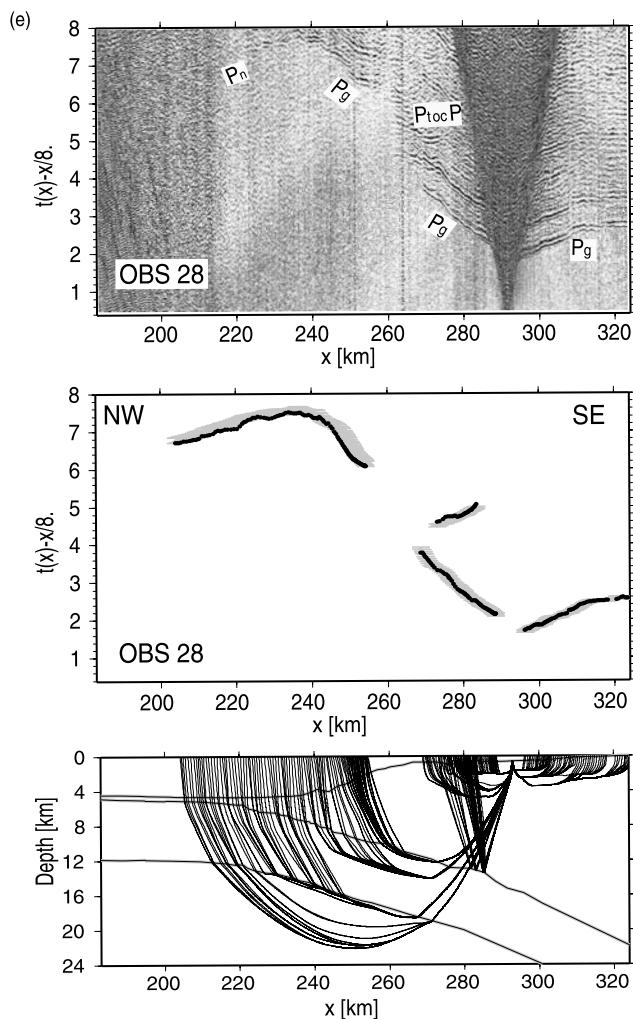 (e)
8
7
6
5
4
3
2
1
t(x)-x/8.
Pn
Pg
PtocP
Pg
Pg
OBS 28
200 220 240 260 280 300 320
x [km]
8
7
6
5
4
3
2
1
t(x)-x/8.
NW SE
OBS 28
200 220 240 260 280 300 320
x [km]
0
4
8
12
16
20
24
Depth [km]
200 220 240 260 280 300 320
x [km]